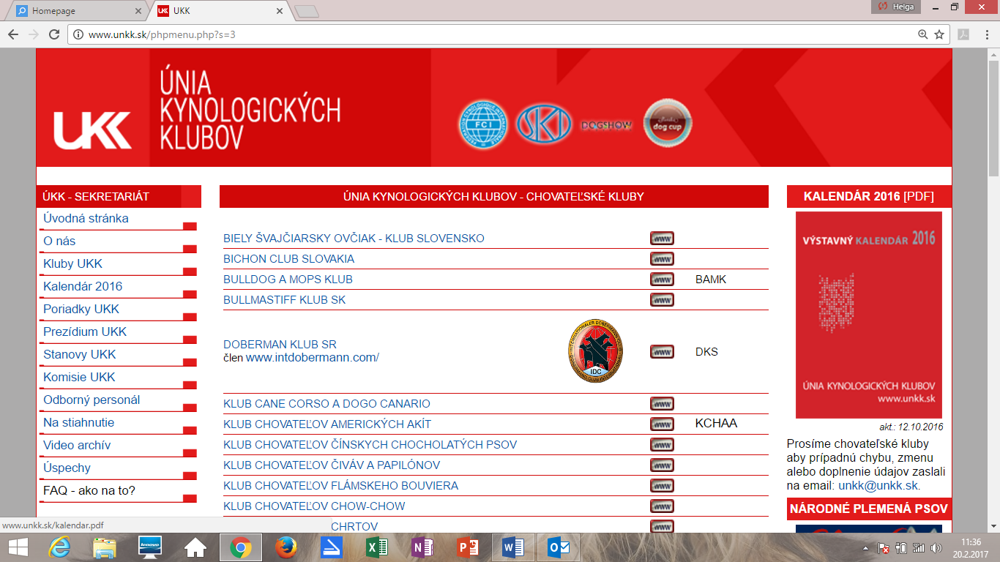 Homepage
UKK
Helga
www.unkk.sk/phpmenu.php?s=3
UKK
ÚNIA
KYNOLOGICKÝCH
KLUBOV
FCI
SKJ
DOGSHOW
dog cup
ÚKK - SEKRETARIÁT
Úvodná stránka
O nás
Kluby UKK
Kalendár 2016
Poriadky UKK
Prezídium UKK
Stanovy UKK
Komisie UKK
Odborný personál
Na stiahnutie
Video archív
Úspechy
FAQ - ako na to?
ÚNIA KYNOLOGICKÝCH KLUBOV - CHOVATEĽSKÉ KLUBY
BIELY ŠVAJČIARSKY OVČIAK - KLUB SLOVENSKO www
BICHON CLUB SLOVAKIA www
BULLDOG A MOPS KLUB www BAMK
BULLMASTIFF KLUB SK www
DOBERMAN KLUB SR
člen www.intdobermann.com/
IDC
www DKS
KLUB CANE CORSO A DOGO CANARIO www
KLUB CHOVATEĽOV AMERICKÝCH AKÍT www KCHAA
KLUB CHOVATEĽOV ČÍNSKYCH CHOCHOLATÝCH PSOV www
KLUB CHOVATEĽOV ČIVÁV A PAPILÓNOV www
KLUB CHOVATEĽOV FLÁMSKEHO BOUVIERA www
KLUB CHOVATEĽOV CHOW-CHOW www
CHRTOV www
KALENDÁR 2016 [PDF]
VÝSTAVNÝ KALENDÁR 2016
ÚNIA KYNOLOGICKÝCH KLUBOV
www.unkk.sk
akt.: 12.10.2016
Prosíme chovateľské kluby
aby prípadnú chybu, zmenu
alebo doplnenie údajov zaslali
na email: unkk@unkk.sk.
NÁRODNÉ PLEMENÁ PSOV
www.unkk.sk/kalendar.pdf
lenovo
11:36
20.2.2017